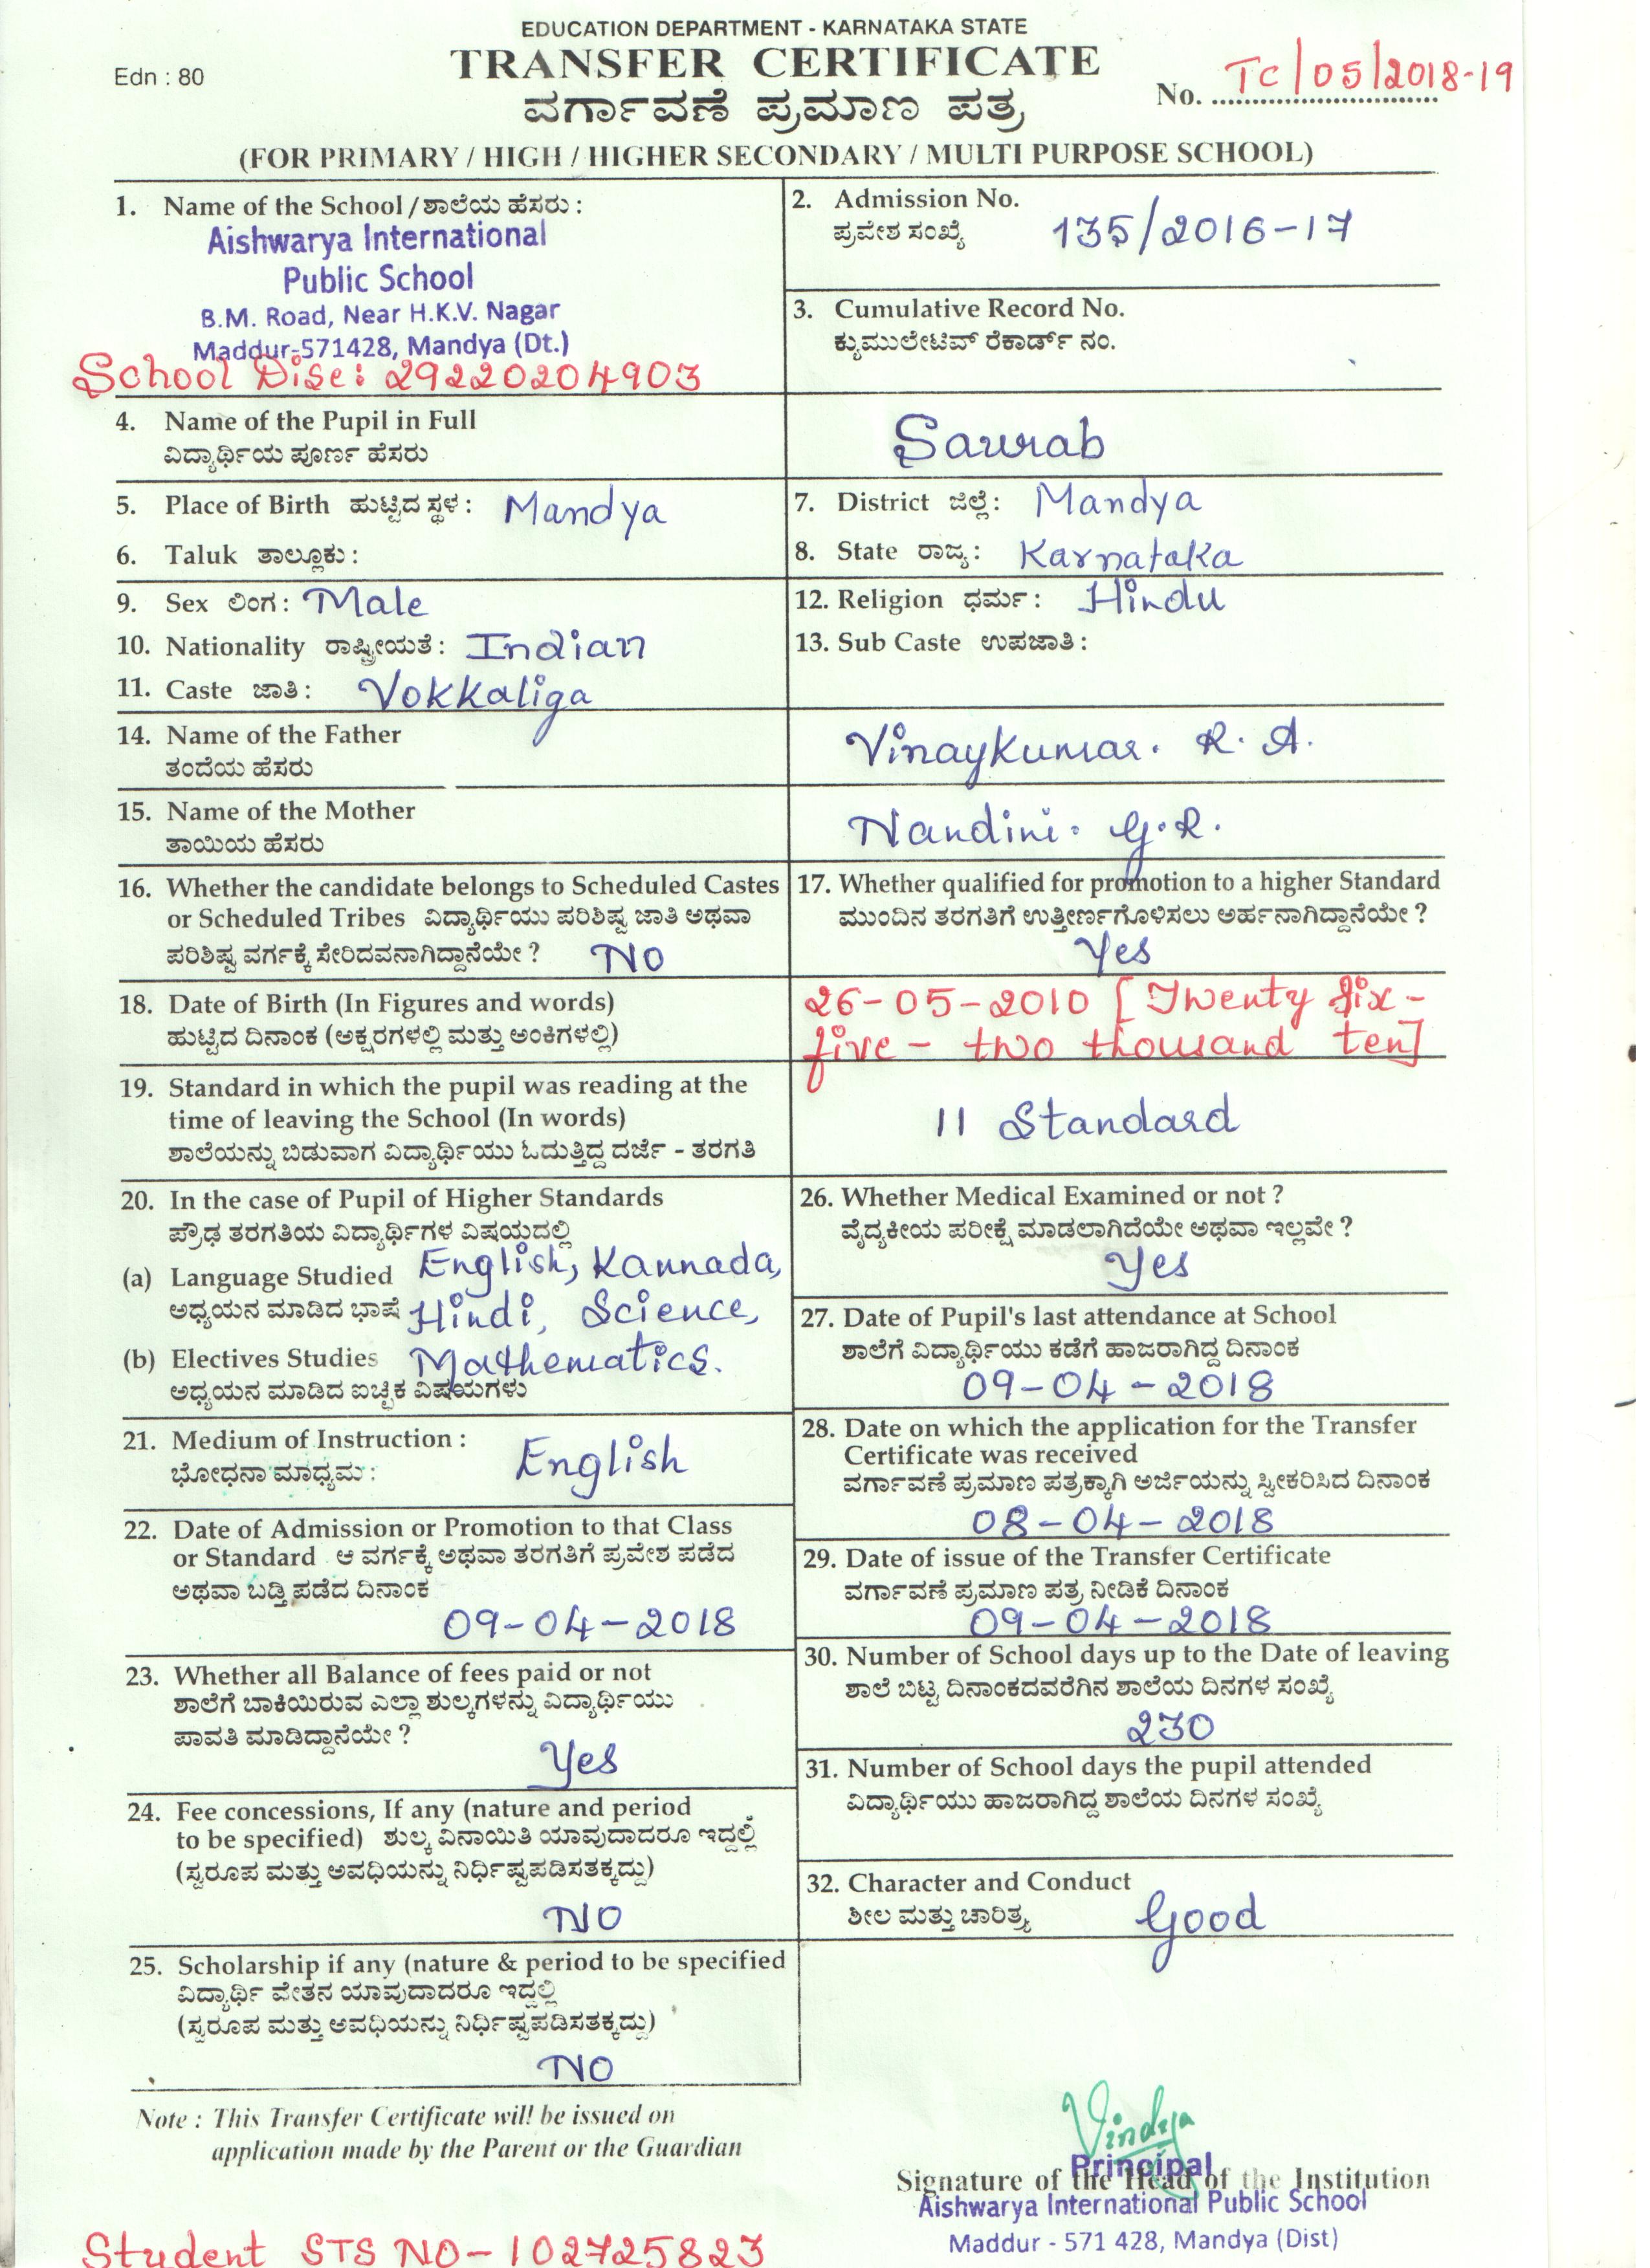 EDUCATION DEPARTMENT - KARNATAKA STATE
Edn : 80
TRANSFER CERTIFICATE
No. TC/05/2018-19
ವರ್ಗಾವಣೆ ಪ್ರಮಾಣ ಪತ್ರ
(FOR PRIMARY / HIGH / HIGHER SECONDARY / MULTI PURPOSE SCHOOL)
1. Name of the School / ಶಾಲೆಯ ಹೆಸರು :
Aishwarya International
Public School
B.M. Road, Near H.K.V. Nagar
Maddur-571428, Mandya (Dt.)
School Dise: 29220204903
2. Admission No.
ಪ್ರವೇಶ ಸಂಖ್ಯೆ 135/2016-17
3. Cumulative Record No.
ಕ್ಯುಮುಲೇಟಿವ್ ರೆಕಾರ್ಡ್ ನಂ.
4. Name of the Pupil in Full
ವಿದ್ಯಾರ್ಥಿಯ ಪೂರ್ಣ ಹೆಸರು
Saurab
5. Place of Birth ಹುಟ್ಟಿದ ಸ್ಥಳ : Mandya
6. Taluk ತಾಲ್ಲೂಕು :
7. District ಜಿಲ್ಲೆ : Mandya
8. State ರಾಜ್ಯ : Karnataka
9. Sex ಲಿಂಗ : Male
10. Nationality ರಾಷ್ಟ್ರೀಯತೆ : Indian
11. Caste ಜಾತಿ : Vokkaliga
12. Religion ಧರ್ಮ : Hindu
13. Sub Caste ಉಪಜಾತಿ :
14. Name of the Father
ತಂದೆಯ ಹೆಸರು
Vinaykumar. R. A.
15. Name of the Mother
ತಾಯಿಯ ಹೆಸರು
Nandini. G.R.
16. Whether the candidate belongs to Scheduled Castes
or Scheduled Tribes ವಿದ್ಯಾರ್ಥಿಯು ಪರಿಶಿಷ್ಟ ಜಾತಿ ಅಥವಾ
ಪರಿಶಿಷ್ಟ ವರ್ಗಕ್ಕೆ ಸೇರಿದವನಾಗಿದ್ದಾನೆಯೇ ? NO
17. Whether qualified for promotion to a higher Standard
ಮುಂದಿನ ತರಗತಿಗೆ ಉತ್ತೀರ್ಣಗೊಳಿಸಲು ಅರ್ಹನಾಗಿದ್ದಾನೆಯೇ ?
Yes
18. Date of Birth (In Figures and words)
ಹುಟ್ಟಿದ ದಿನಾಂಕ (ಅಕ್ಷರಗಳಲ್ಲಿ ಮತ್ತು ಅಂಕಿಗಳಲ್ಲಿ)
26-05-2010 [Twenty six -
five - two thousand ten]
19. Standard in which the pupil was reading at the
time of leaving the School (In words)
ಶಾಲೆಯನ್ನು ಬಿಡುವಾಗ ವಿದ್ಯಾರ್ಥಿಯು ಓದುತ್ತಿದ್ದ ದರ್ಜೆ - ತರಗತಿ
II Standard
20. In the case of Pupil of Higher Standards
ಪ್ರೌಢ ತರಗತಿಯ ವಿದ್ಯಾರ್ಥಿಗಳ ವಿಷಯದಲ್ಲಿ
(a) Language Studied English, Kannada,
ಅಧ್ಯಯನ ಮಾಡಿದ ಭಾಷೆ Hindi, Science,
(b) Electives Studies Mathematics.
ಅಧ್ಯಯನ ಮಾಡಿದ ಐಚ್ಛಿಕ ವಿಷಯಗಳು
21. Medium of Instruction :
ಭೋಧನಾ ಮಾಧ್ಯಮ : English
22. Date of Admission or Promotion to that Class
or Standard ಆ ವರ್ಗಕ್ಕೆ ಅಥವಾ ತರಗತಿಗೆ ಪ್ರವೇಶ ಪಡೆದ
ಅಥವಾ ಬಡ್ತಿ ಪಡೆದ ದಿನಾಂಕ
09-04-2018
23. Whether all Balance of fees paid or not
ಶಾಲೆಗೆ ಬಾಕಿಯಿರುವ ಎಲ್ಲಾ ಶುಲ್ಕಗಳನ್ನು ವಿದ್ಯಾರ್ಥಿಯು
ಪಾವತಿ ಮಾಡಿದ್ದಾನೆಯೇ ?
Yes
24. Fee concessions, If any (nature and period
to be specified) ಶುಲ್ಕ ವಿನಾಯಿತಿ ಯಾವುದಾದರೂ ಇದ್ದಲ್ಲಿ
(ಸ್ವರೂಪ ಮತ್ತು ಅವಧಿಯನ್ನು ನಿರ್ಧಿಷ್ಟಪಡಿಸತಕ್ಕದ್ದು)
NO
25. Scholarship if any (nature & period to be specified
ವಿದ್ಯಾರ್ಥಿ ವೇತನ ಯಾವುದಾದರೂ ಇದ್ದಲ್ಲಿ
(ಸ್ವರೂಪ ಮತ್ತು ಅವಧಿಯನ್ನು ನಿರ್ಧಿಷ್ಟಪಡಿಸತಕ್ಕದ್ದು)
NO
26. Whether Medical Examined or not ?
ವೈದ್ಯಕೀಯ ಪರೀಕ್ಷೆ ಮಾಡಲಾಗಿದೆಯೇ ಅಥವಾ ಇಲ್ಲವೇ ?
Yes
27. Date of Pupil's last attendance at School
ಶಾಲೆಗೆ ವಿದ್ಯಾರ್ಥಿಯು ಕಡೆಗೆ ಹಾಜರಾಗಿದ್ದ ದಿನಾಂಕ
09-04-2018
28. Date on which the application for the Transfer
Certificate was received
ವರ್ಗಾವಣೆ ಪ್ರಮಾಣ ಪತ್ರಕ್ಕಾಗಿ ಅರ್ಜಿಯನ್ನು ಸ್ವೀಕರಿಸಿದ ದಿನಾಂಕ
08-04-2018
29. Date of issue of the Transfer Certificate
ವರ್ಗಾವಣೆ ಪ್ರಮಾಣ ಪತ್ರ ನೀಡಿಕೆ ದಿನಾಂಕ
09-04-2018
30. Number of School days up to the Date of leaving
ಶಾಲೆ ಬಿಟ್ಟ ದಿನಾಂಕದವರೆಗಿನ ಶಾಲೆಯ ದಿನಗಳ ಸಂಖ್ಯೆ
230
31. Number of School days the pupil attended
ವಿದ್ಯಾರ್ಥಿಯು ಹಾಜರಾಗಿದ್ದ ಶಾಲೆಯ ದಿನಗಳ ಸಂಖ್ಯೆ
32. Character and Conduct
ಶೀಲ ಮತ್ತು ಚಾರಿತ್ರ್ಯ Good
Note : This Transfer Certificate will be issued on
application made by the Parent or the Guardian
Vindya
Principal
Signature of the Head of the Institution
Aishwarya International Public School
Maddur - 571 428, Mandya (Dist)
Student STS NO-102725823